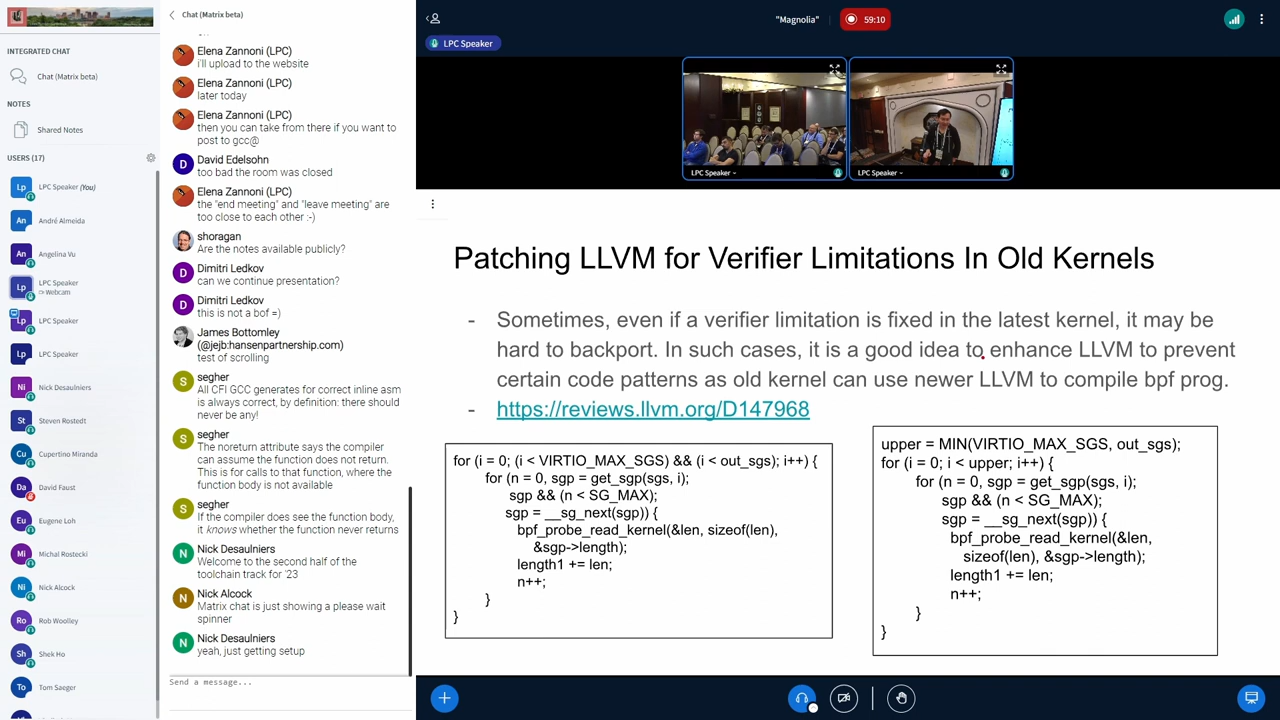 INTEGRATED CHAT
Chat (Matrix beta)
NOTES
Shared Notes
USERS (17)
Lp
LPC Speaker (You)
An
André Almeida
An
Angelina Vu
Lp
LPC Speaker
Webcam
Lp
LPC Speaker
Lp
LPC Speaker
Ni
Nick Desaulniers
St
Steven Rostedt
Cu
Cupertino Miranda
Da
David Faust
Eu
Eugene Loh
Mi
Michal Rostecki
Ni
Nick Alcock
Ro
Rob Woolley
Sh
Shek Ho
To
Tom Saeger
Chat (Matrix beta)
Elena Zannoni (LPC)
i'll upload to the website
Elena Zannoni (LPC)
later today
Elena Zannoni (LPC)
then you can take from there if you want to
post to gcc@
D
David Edelsohn
too bad the room was closed
Elena Zannoni (LPC)
the "end meeting" and "leave meeting" are
too close to each other :-)
shoragan
Are the notes available publicly?
D
Dimitri Ledkov
can we continue presentation?
D
Dimitri Ledkov
this is not a bof =)
James Bottomley
(@jejb:hansenpartnership.com)
test of scrolling
S
segher
All CFI GCC generates for correct inline asm
is always correct, by definition: there should
never be any!
S
segher
The noreturn attribute says the compiler
can assume the function does not return.
This is for calls to that function, where the
function body is not available
S
segher
If the compiler does see the function body,
it knows whether the function never returns
N
Nick Desaulniers
Welcome to the second half of the
toolchain track for '23
N
Nick Alcock
Matrix chat is just showing a please wait
spinner
N
Nick Desaulniers
yeah, just getting setup
Send a message...
"Magnolia"
59:10
LPC Speaker
LPC Speaker
LPC Speaker
Patching LLVM for Verifier Limitations In Old Kernels
- Sometimes, even if a verifier limitation is fixed in the latest kernel, it may be
hard to backport. In such cases, it is a good idea to enhance LLVM to prevent
certain code patterns as old kernel can use newer LLVM to compile bpf prog.
- https://reviews.llvm.org/D147968
for (i = 0; (i < VIRTIO_MAX_SGS) && (i < out_sgs); i++) {
for (n = 0, sgp = get_sgp(sgs, i);
sgp && (n < SG_MAX);
sgp = __sg_next(sgp)) {
bpf_probe_read_kernel(&len, sizeof(len),
&sgp->length);
length1 += len;
n++;
}
}
upper = MIN(VIRTIO_MAX_SGS, out_sgs);
for (i = 0; i < upper; i++) {
for (n = 0, sgp = get_sgp(sgs, i);
sgp && (n < SG_MAX);
sgp = __sg_next(sgp)) {
bpf_probe_read_kernel(&len,
sizeof(len), &sgp->length);
length1 += len;
n++;
}
}